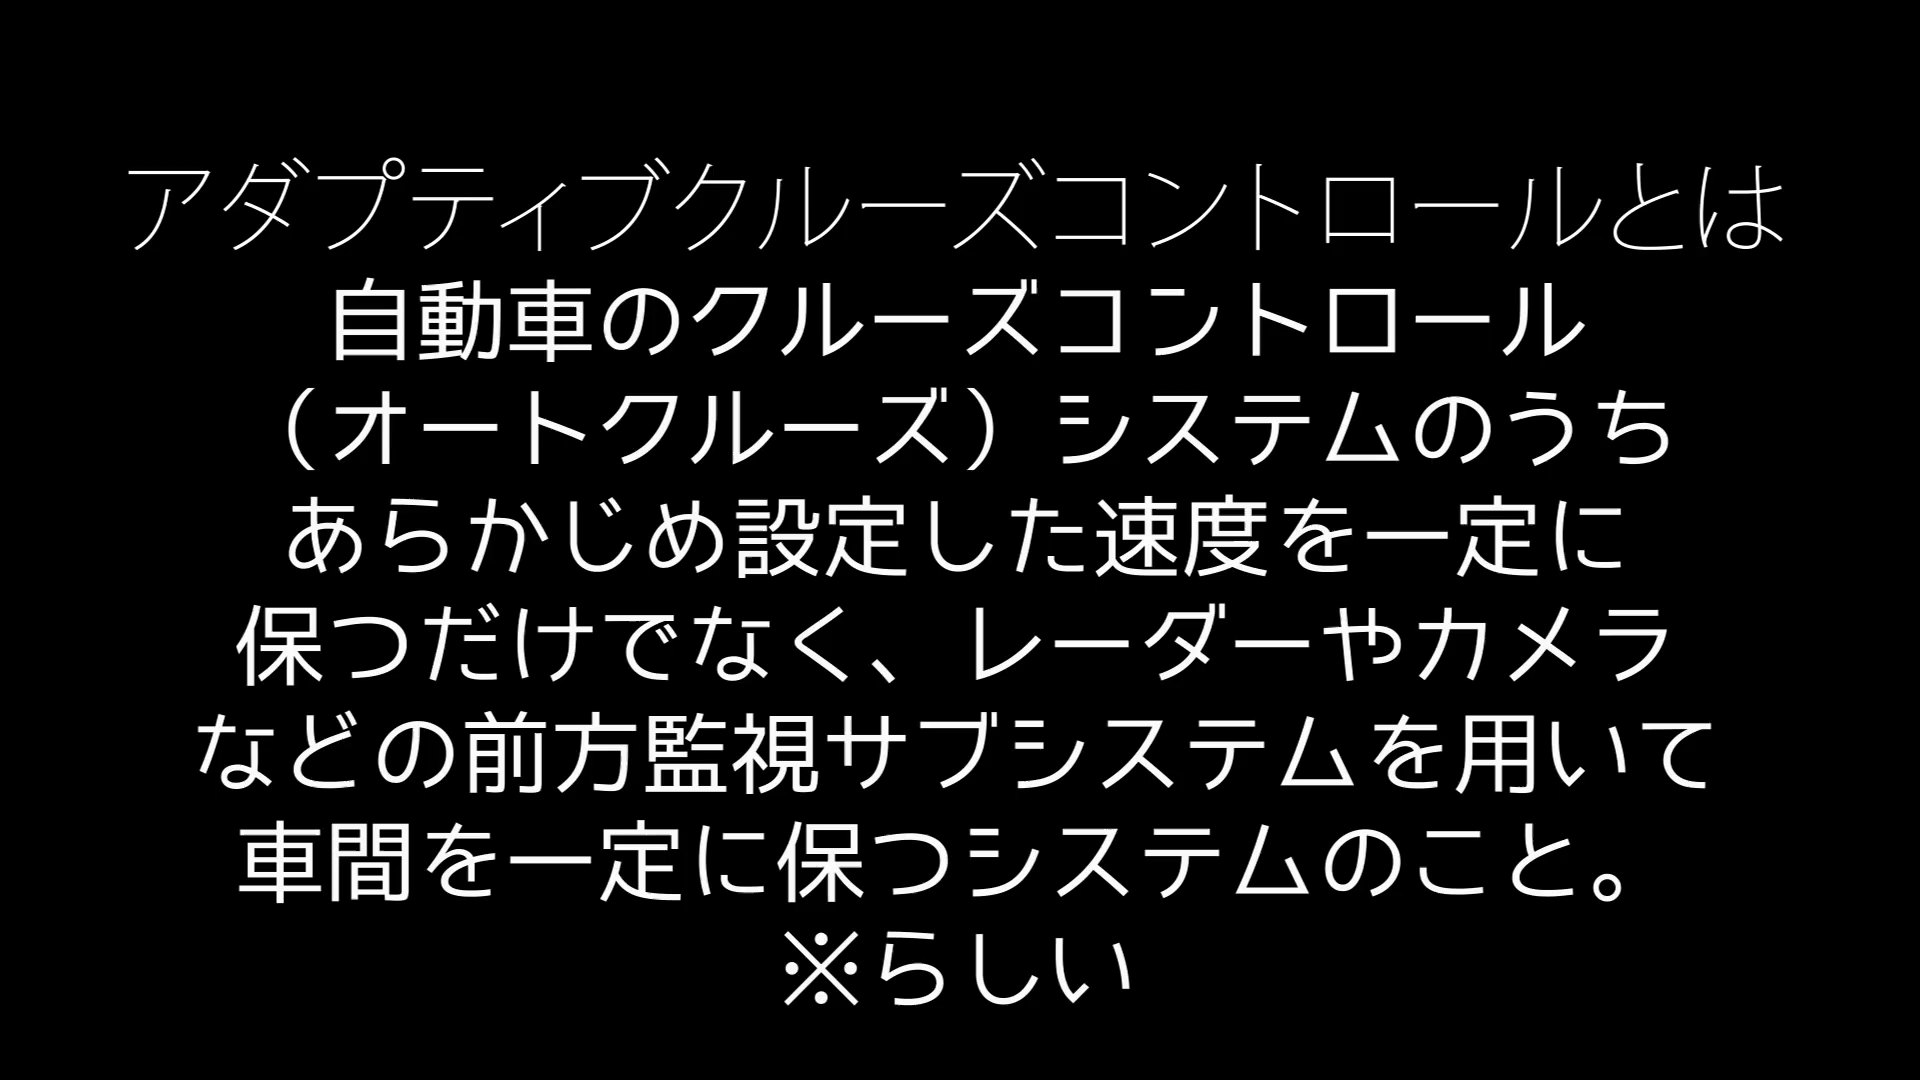 アダプティブクルーズコントロールとは
自動車のクルーズコントロール
（オートクルーズ）システムのうち
あらかじめ設定した速度を一定に
保つだけでなく、レーダーやカメラ
などの前方監視サブシステムを用いて
車間を一定に保つシステムのこと。
※らしい